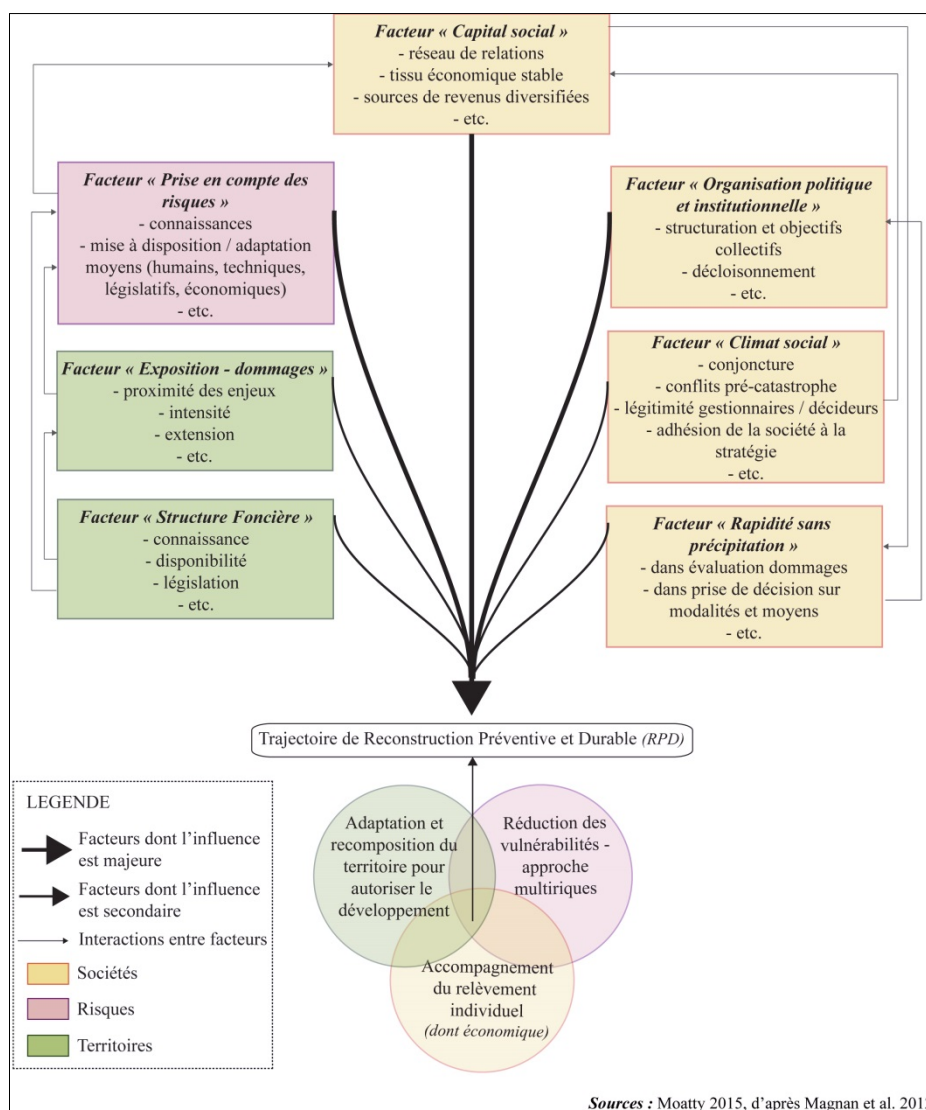 Facteur « Capital social »
- réseau de relations
- tissu économique stable
- sources de revenus diversifiées
- etc.
Facteur « Prise en compte des
risques »
- connaissances
- mise à disposition / adaptation
moyens (humains, techniques,
législatifs, économiques)
- etc.
Facteur « Exposition - dommages »
- proximité des enjeux
- intensité
- extension
- etc.
Facteur « Structure Foncière »
- connaissance
- disponibilité
- législation
- etc.
Facteur « Organisation politique
et institutionnelle »
- structuration et objectifs
collectifs
- décloisonnement
- etc.
Facteur « Climat social »
- conjoncture
- conflits pré-catastrophe
- légitimité gestionnaires / décideurs
- adhésion de la société à la
stratégie
- etc.
Facteur « Rapidité sans
précipitation »
- dans évaluation dommages
- dans prise de décision sur
modalités et moyens
- etc.
Trajectoire de Reconstruction Préventive et Durable (RPD)
LEGENDE
Facteurs dont l'influence
est majeure
Facteurs dont l'influence
est secondaire
Interactions entre facteurs
Sociétés
Risques
Territoires
Adaptation et
recomposition du
territoire pour
autoriser le
développement
Réduction des
vulnérabilités -
approche
multiriques
Accompagnement
du relèvement
individuel
(dont économique)
Sources : Moatty 2015, d'après Magnan et al.